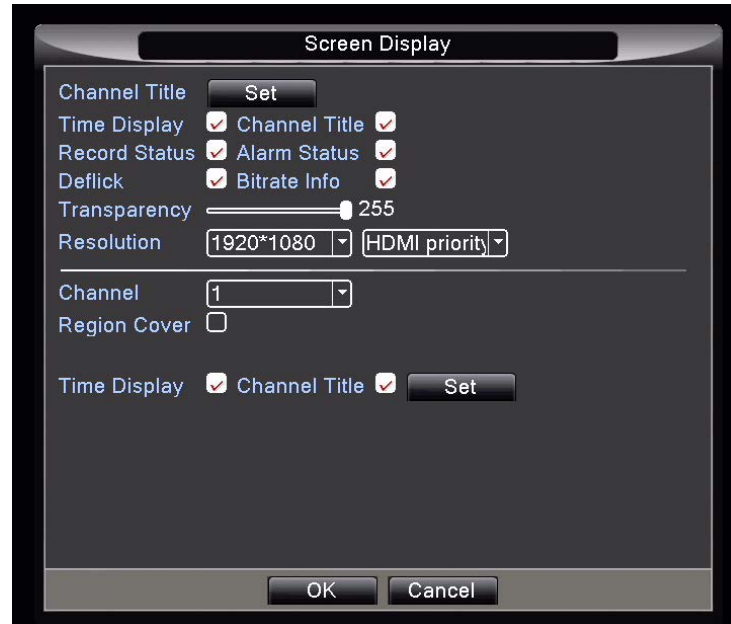 Screen Display
Channel Title Set
Time Display Channel Title
Record Status Alarm Status
Deflick Bitrate Info
Transparency 255
Resolution 1920*1080 HDMI priority
Channel 1
Region Cover
Time Display Channel Title Set
OK Cancel